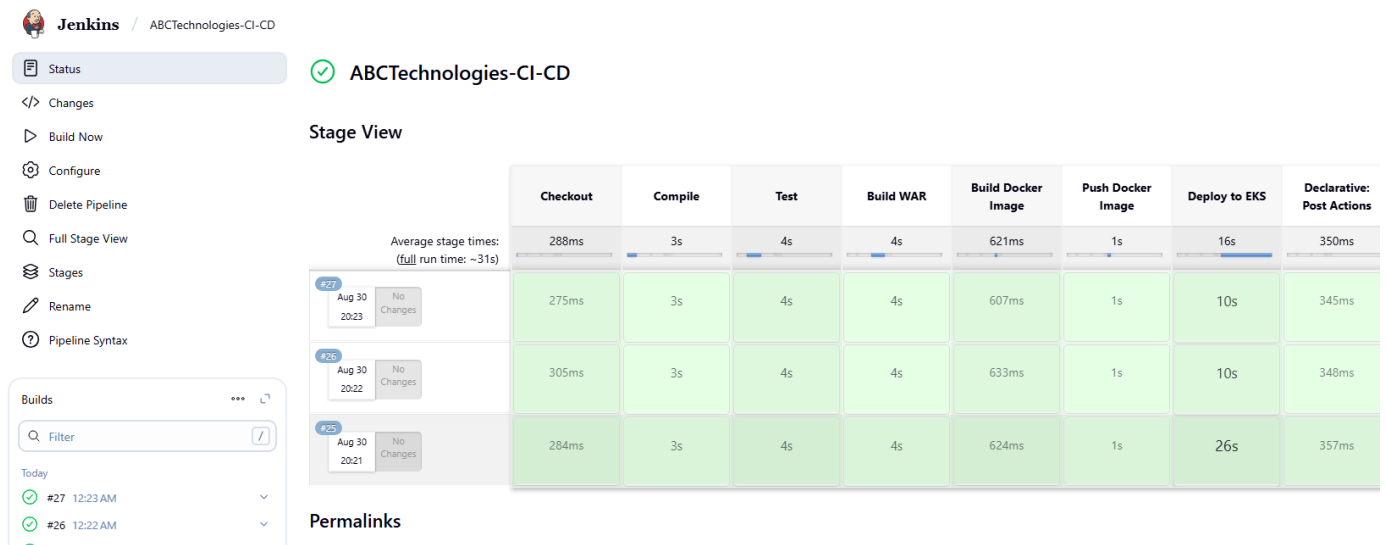 Jenkins / ABCTechnologies-CI-CD
Status
Changes
Build Now
Configure
Delete Pipeline
Full Stage View
Stages
Rename
Pipeline Syntax
Builds
Filter /
Today
#27 12:23 AM
#26 12:22 AM
ABCTechnologies-CI-CD
Stage View
Checkout Compile Test Build WAR Build Docker Image Push Docker Image Deploy to EKS Declarative: Post Actions
Average stage times: 288ms 3s 4s 4s 621ms 1s 16s 350ms
(full run time: ~31s)
#27
Aug 30 No Changes
20:23
275ms 3s 4s 4s 607ms 1s 10s 345ms
#26
Aug 30 No Changes
20:22
305ms 3s 4s 4s 633ms 1s 10s 348ms
#25
Aug 30 No Changes
20:21
284ms 3s 4s 4s 624ms 1s 26s 357ms
Permalinks